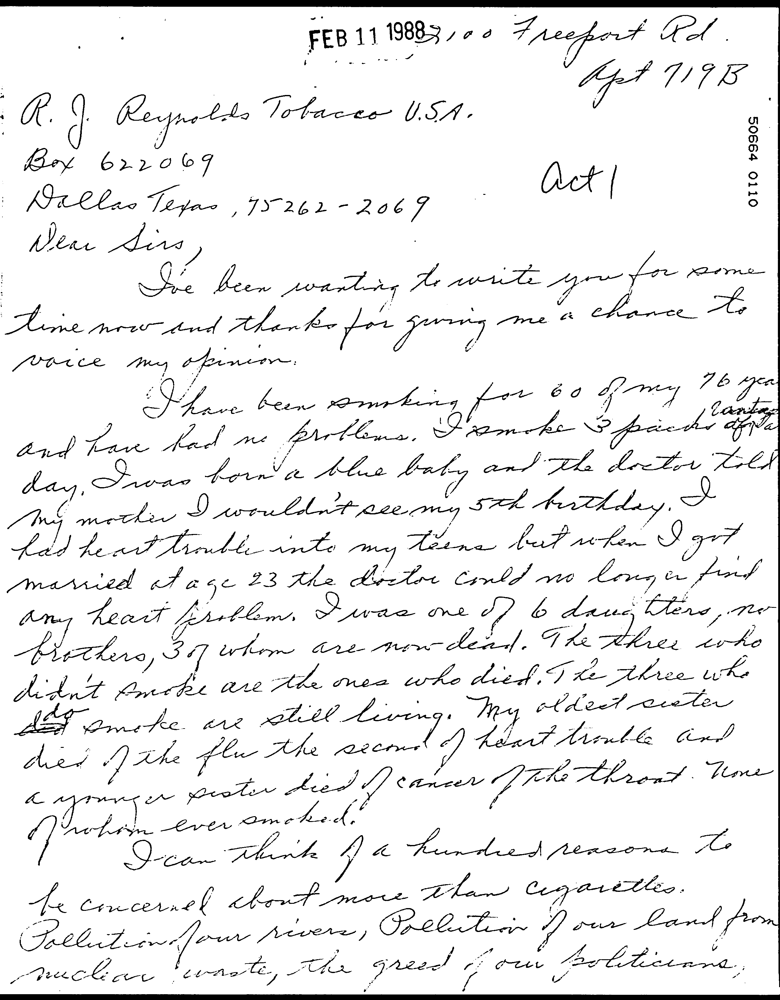 FEB 11 1988 3100 Freeport Rd.
Apt 719B
R. J. Reynolds Tobacco U.S.A.
Box 622069
Act 1
50664 0110
Dallas Texas, 75262-2069
Dear Sirs,
I've been wanting to write you for some
time now and thanks for giving me a chance to
voice my opinion.
I have been smoking for 60 of my 76 yea
and have had no problems. I smoke 3 packs Vantage a
day. I was born a blue baby and the doctor told
my mother I wouldn't see my 5th birthday. I
had heart trouble into my teens but when I got
married at age 23 the doctor could no longer find
any heart problem. I was one of 6 daughters, no
brothers, 3 of whom are now dead. The three who
didn't smoke are the ones who died. The three who
do smoke are still living. My oldest sister
died of the flu the second of heart trouble and
a younger sister died of cancer of the throat. None
of whom ever smoked.
I can think of a hundred reasons to
be concerned about more than cigarettes.
Pollution of our rivers, Pollution of our land from
nuclear waste, the greed of our politicians,